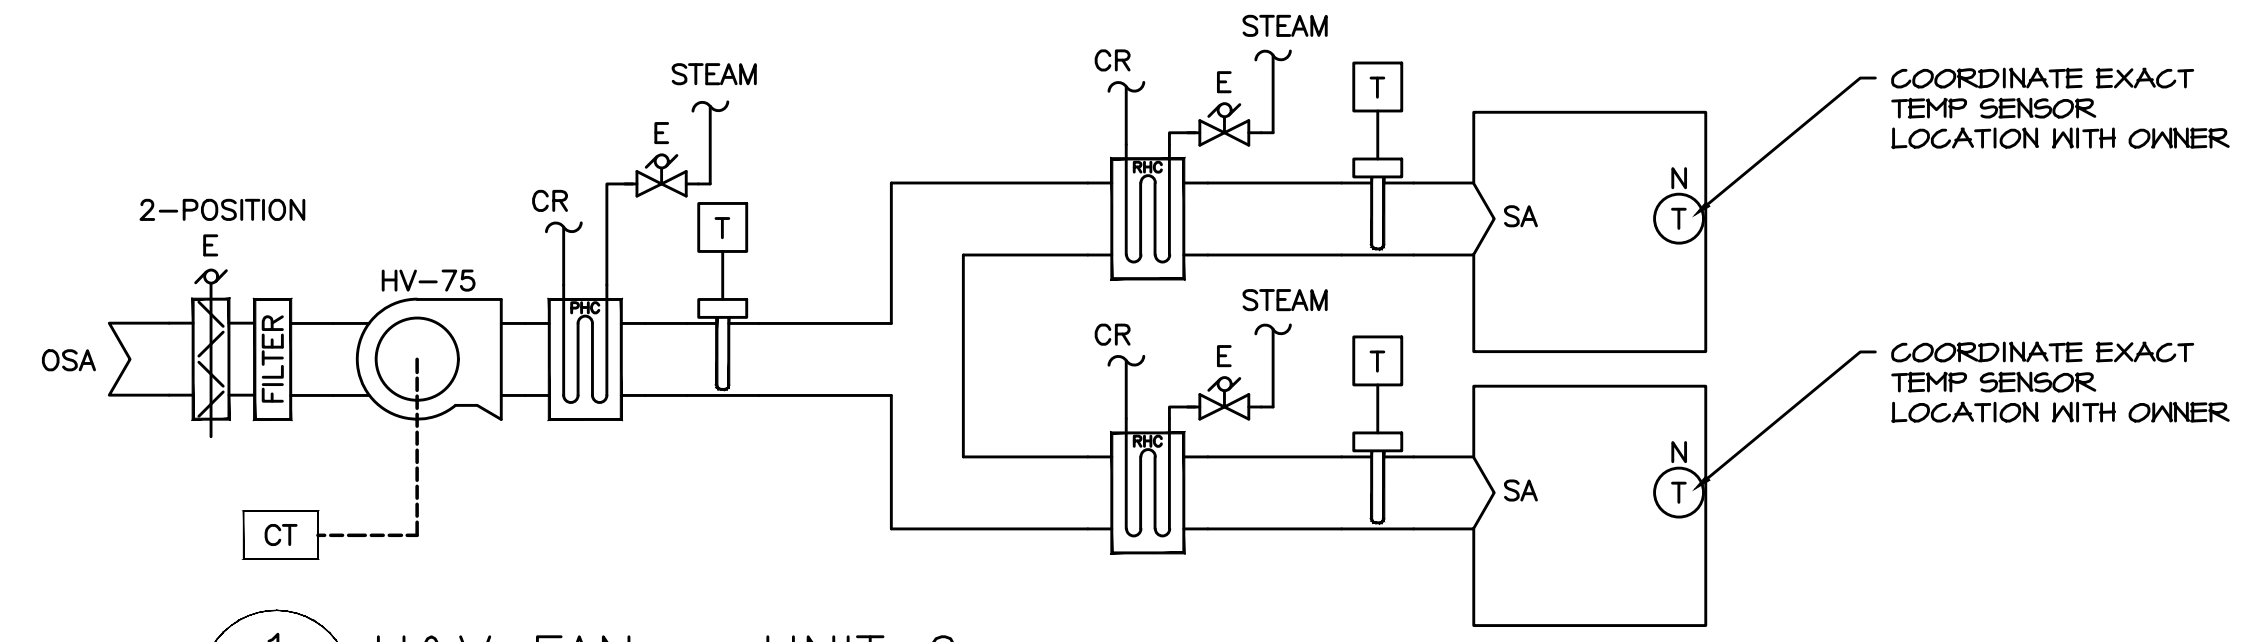 STEAM
CR
E
T
COORDINATE EXACT
TEMP SENSOR
LOCATION WITH OWNER
STEAM
E
RHC
N
T
SA
CR
T
2-POSITION
E
HV-75
PHC
OSA
FILTER
STEAM
CR
E
T
COORDINATE EXACT
TEMP SENSOR
LOCATION WITH OWNER
RHC
N
T
SA
CT